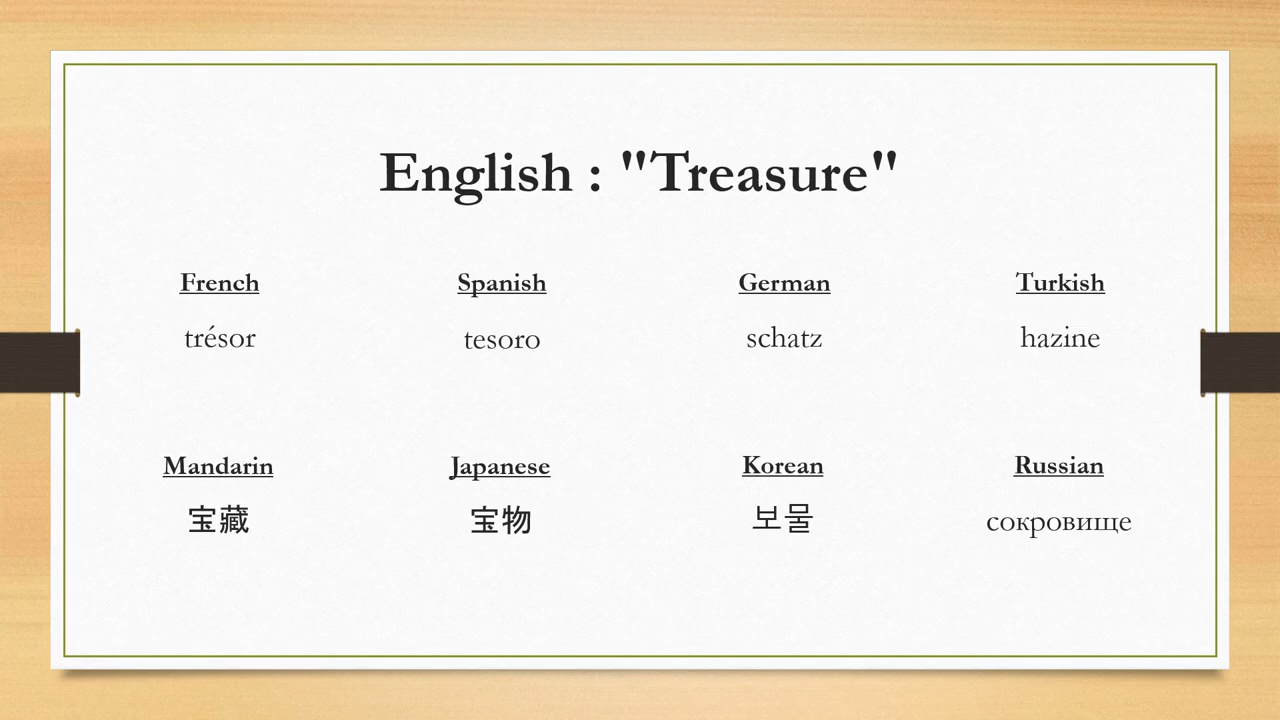 English : "Treasure"
French Spanish German Turkish
trésor tesoro schatz hazine
Mandarin Japanese Korean Russian
宝藏 宝物 보물 сокровище